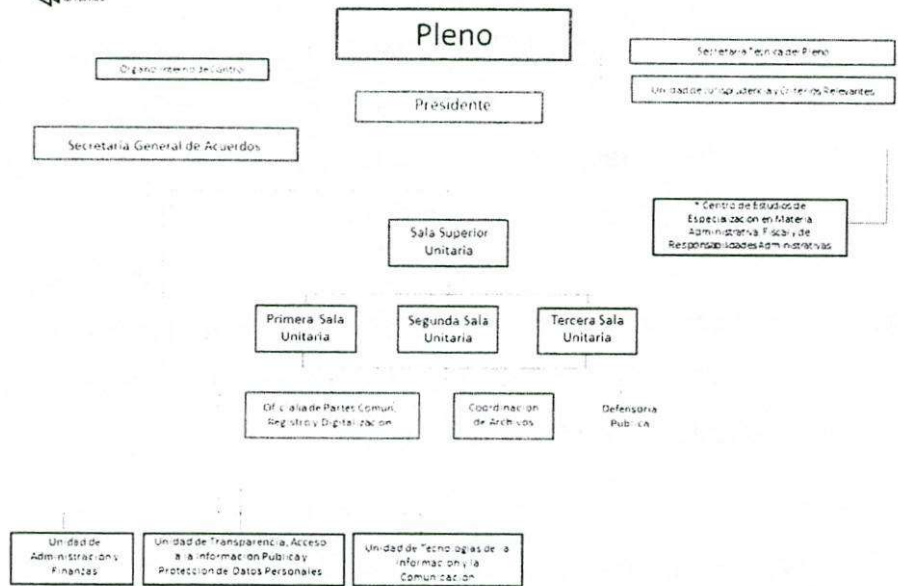 Pleno
Secretaría Técnica del Pleno
Órgano Interno de Control
Unidad de Jurisprudencia y Criterios Relevantes
Presidente
Secretaría General de Acuerdos
* Centro de Estudios de
Especialización en Materia
Administrativa, Fiscal y de
Responsabilidades Administrativas
Sala Superior
Unitaria
Primera Sala
Unitaria
Segunda Sala
Unitaria
Tercera Sala
Unitaria
Oficialía de Partes Común,
Registro y Digitalización
Coordinación
de Archivos
Defensoría
Pública
Unidad de
Administración y
Finanzas
Unidad de Transparencia, Acceso
a la Información Pública y
Protección de Datos Personales
Unidad de Tecnologías de la
Información y la
Comunicación